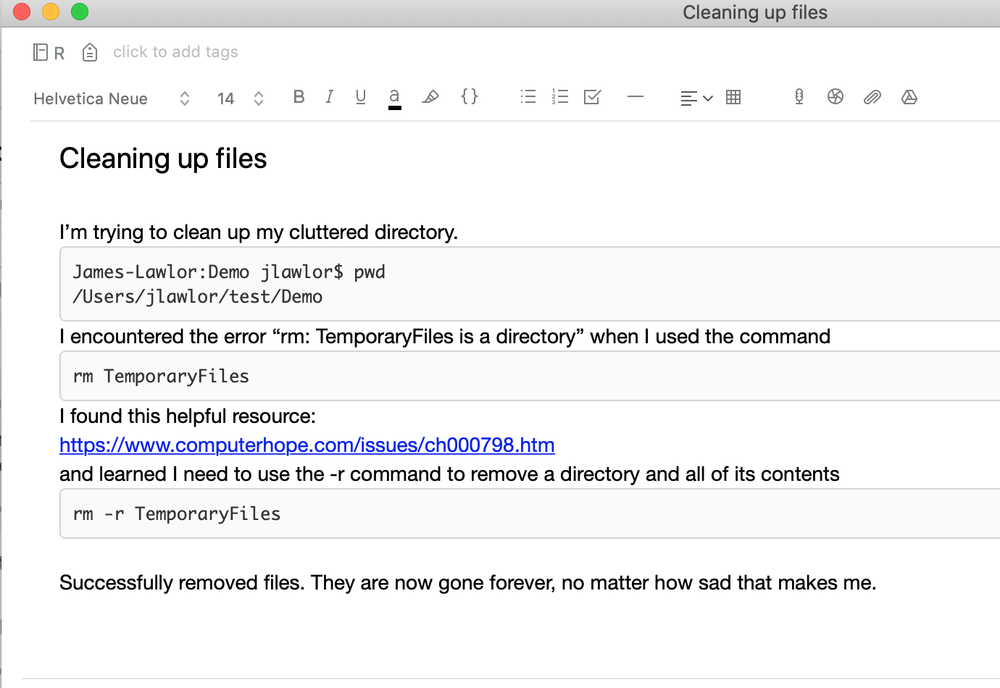 Cleaning up files
R click to add tags
Helvetica Neue 14 B I U a {}
Cleaning up files
I’m trying to clean up my cluttered directory.
James-Lawlor:Demo jlawlor$ pwd
/Users/jlawlor/test/Demo
I encountered the error “rm: TemporaryFiles is a directory” when I used the command
rm TemporaryFiles
I found this helpful resource:
https://www.computerhope.com/issues/ch000798.htm
and learned I need to use the -r command to remove a directory and all of its contents
rm -r TemporaryFiles
Successfully removed files. They are now gone forever, no matter how sad that makes me.